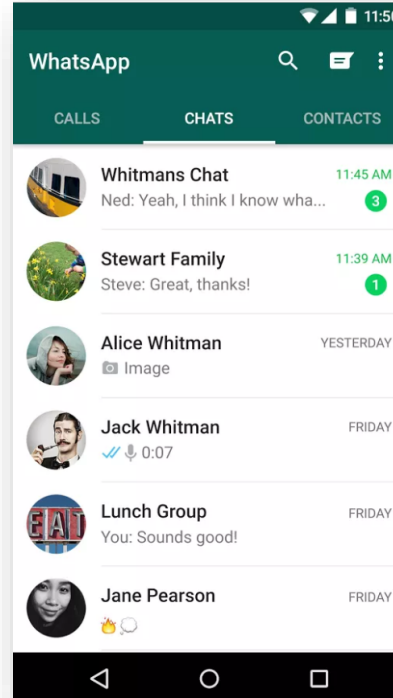 11:50
WhatsApp
CALLS CHATS CONTACTS
Whitmans Chat 11:45 AM
Ned: Yeah, I think I know wha... 3
Stewart Family 11:39 AM
Steve: Great, thanks! 1
Alice Whitman YESTERDAY
Image
Jack Whitman FRIDAY
0:07
Lunch Group FRIDAY
EAT
You: Sounds good!
Jane Pearson FRIDAY
🔥💭